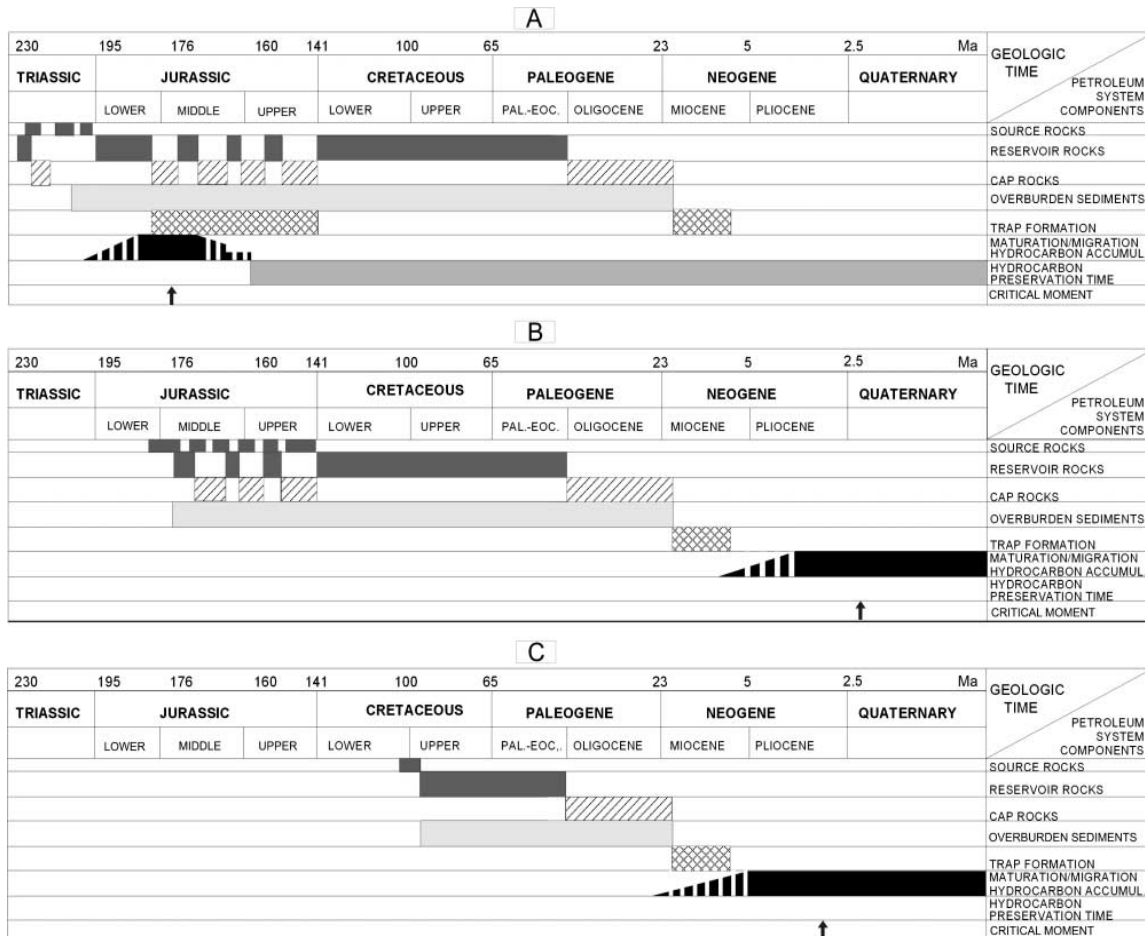 A
230 195 176 160 141 100 65 23 5 2.5 Ma
GEOLOGIC
TIME
TRIASSIC JURASSIC CRETACEOUS PALEOGENE NEOGENE QUATERNARY
PETROLEUM
SYSTEM
COMPONENTS
LOWER MIDDLE UPPER LOWER UPPER PAL.-EOC. OLIGOCENE MIOCENE PLIOCENE
SOURCE ROCKS
RESERVOIR ROCKS
CAP ROCKS
OVERBURDEN SEDIMENTS
TRAP FORMATION
MATURATION/MIGRATION
HYDROCARBON ACCUMUL.
HYDROCARBON
PRESERVATION TIME
CRITICAL MOMENT
B
230 195 176 160 141 100 65 23 5 2.5 Ma
GEOLOGIC
TIME
TRIASSIC JURASSIC CRETACEOUS PALEOGENE NEOGENE QUATERNARY
PETROLEUM
SYSTEM
COMPONENTS
LOWER MIDDLE UPPER LOWER UPPER PAL.-EOC. OLIGOCENE MIOCENE PLIOCENE
SOURCE ROCKS
RESERVOIR ROCKS
CAP ROCKS
OVERBURDEN SEDIMENTS
TRAP FORMATION
MATURATION/MIGRATION
HYDROCARBON ACCUMUL.
HYDROCARBON
PRESERVATION TIME
CRITICAL MOMENT
C
230 195 176 160 141 100 65 23 5 2.5 Ma
GEOLOGIC
TIME
TRIASSIC JURASSIC CRETACEOUS PALEOGENE NEOGENE QUATERNARY
PETROLEUM
SYSTEM
COMPONENTS
LOWER MIDDLE UPPER LOWER UPPER PAL.-EOC,. OLIGOCENE MIOCENE PLIOCENE
SOURCE ROCKS
RESERVOIR ROCKS
CAP ROCKS
OVERBURDEN SEDIMENTS
TRAP FORMATION
MATURATION/MIGRATION
HYDROCARBON ACCUMUL.
HYDROCARBON
PRESERVATION TIME
CRITICAL MOMENT